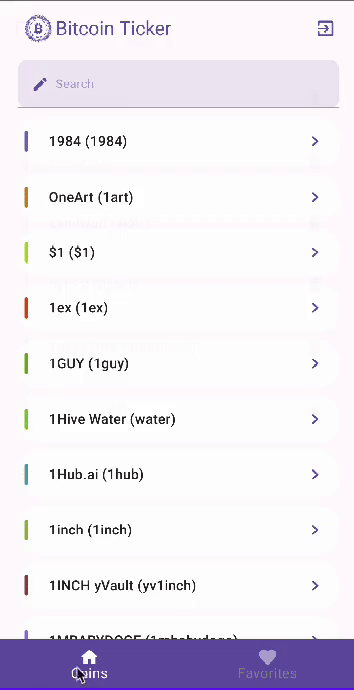 Bitcoin Ticker
Search
1984 (1984)
OneArt (1art)
$1 ($1)
1ex (1ex)
1GUY (1guy)
1Hive Water (water)
1Hub.ai (1hub)
1inch (1inch)
1INCH yVault (yv1inch)
1MBABYDOGE (1mbabydoge)
Coins
Favorites